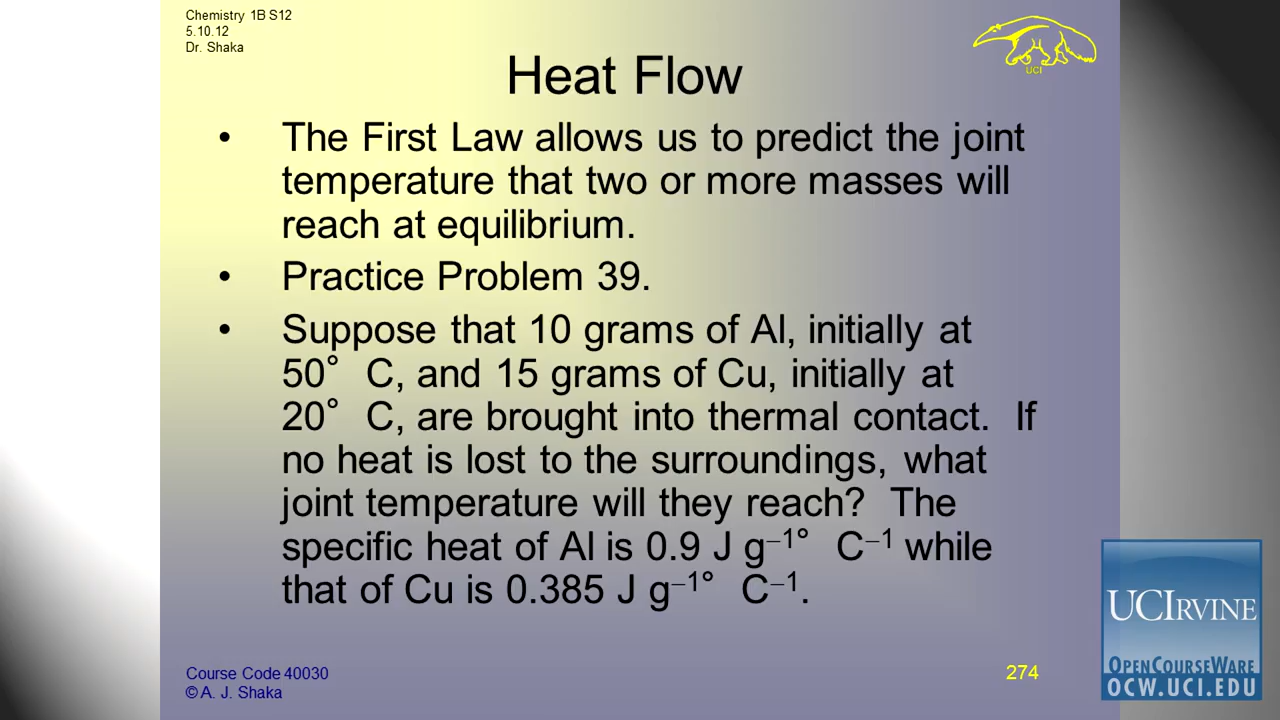 Chemistry 1B S12
5.10.12
Dr. Shaka
UCI
Heat Flow
• The First Law allows us to predict the joint
temperature that two or more masses will
reach at equilibrium.
• Practice Problem 39.
• Suppose that 10 grams of Al, initially at
50° C, and 15 grams of Cu, initially at
20° C, are brought into thermal contact. If
no heat is lost to the surroundings, what
joint temperature will they reach? The
specific heat of Al is 0.9 J g⁻¹° C⁻¹ while
that of Cu is 0.385 J g⁻¹° C⁻¹.
UCIRVINE
OPENCOURSEWARE
OCW.UCI.EDU
Course Code 40030
© A. J. Shaka
274